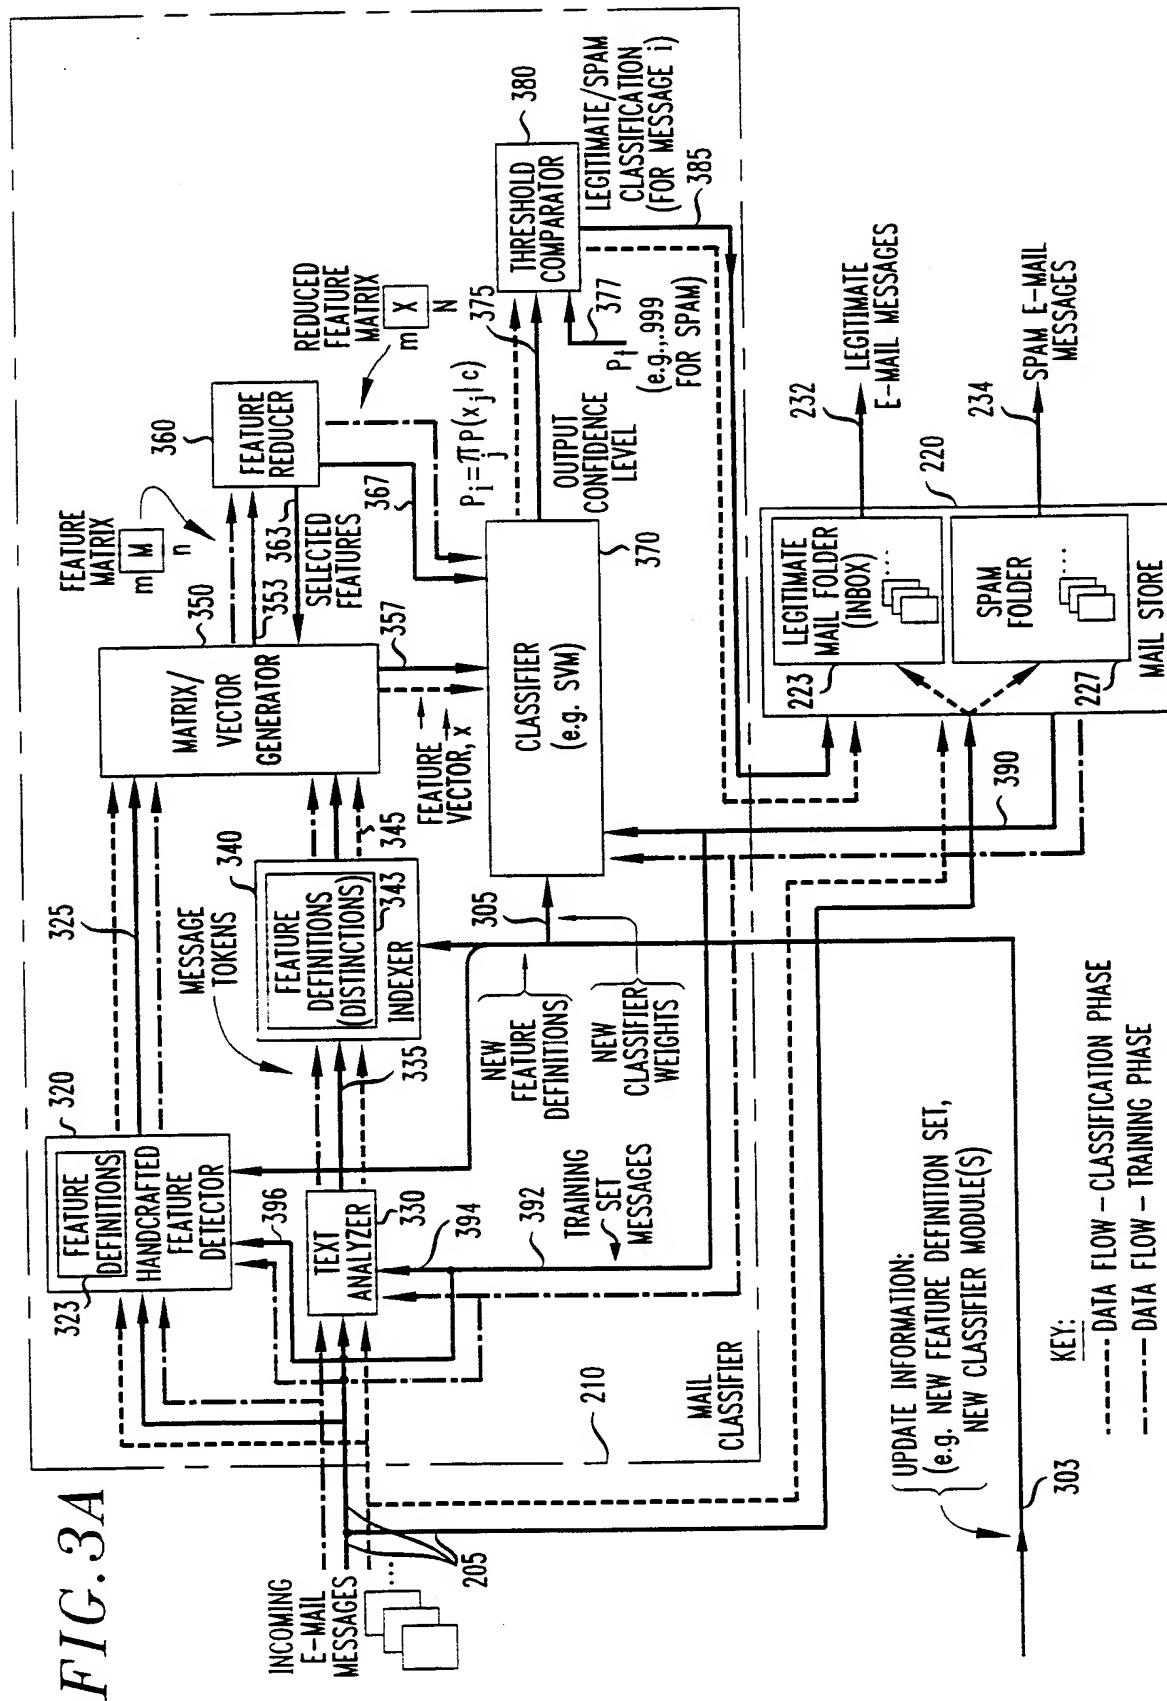 FIG.3A
INCOMING
E-MAIL
MESSAGES
...
205
320
FEATURE
DEFINITIONS
HANDCRAFTED
FEATURE
DETECTOR
323
396
TEXT
ANALYZER
330
394
392
TRAINING
SET
MESSAGES
325
MESSAGE
TOKENS
335
340
FEATURE
DEFINITIONS
(DISTINCTIONS)
343
INDEXER
345
NEW
FEATURE
DEFINITIONS
305
NEW
CLASSIFIER
WEIGHTS
MATRIX/
VECTOR
GENERATOR
350
353
FEATURE
MATRIX
m M
n
363
SELECTED
FEATURES
357
FEATURE
VECTOR, x
360
FEATURE
REDUCER
367
REDUCED
FEATURE
MATRIX
m X
N
CLASSIFIER
(e.g. SVM)
370
Pi=πP(xj|c)
j
375
OUTPUT
CONFIDENCE
LEVEL
377
Pi
(e.g.,.999
FOR SPAM)
THRESHOLD
COMPARATOR
380
LEGITIMATE/SPAM
CLASSIFICATION
(FOR MESSAGE i)
385
210
MAIL
CLASSIFIER
390
220
LEGITIMATE
MAIL FOLDER
(INBOX)
...
223
SPAM
FOLDER
...
227
MAIL STORE
232
LEGITIMATE
E-MAIL MESSAGES
234
SPAM E-MAIL
MESSAGES
UPDATE INFORMATION:
(e.g. NEW FEATURE DEFINITION SET,
NEW CLASSIFIER MODULE(S)
303
KEY:
DATA FLOW-CLASSIFICATION PHASE
DATA FLOW-TRAINING PHASE